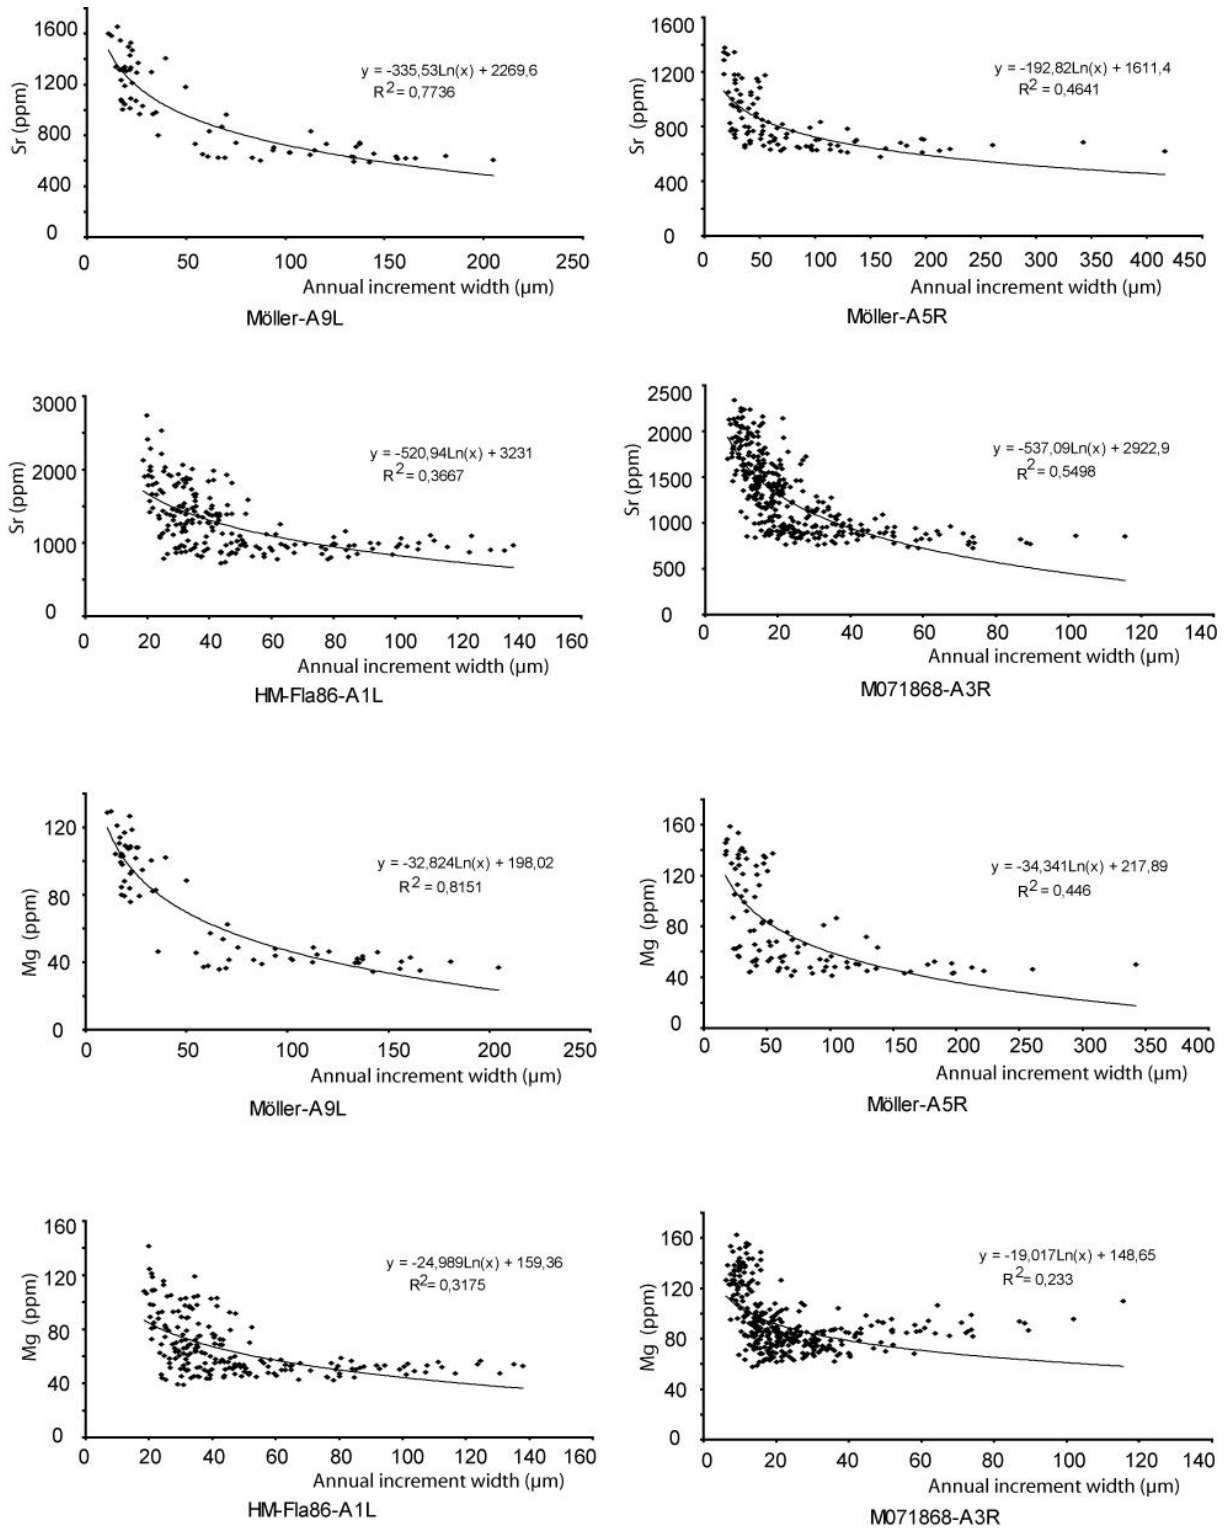 1600
1200
800
400
0
Sr (ppm)
y = -335,53Ln(x) + 2269,6
R2 = 0,7736
0 50 100 150 200 250
Annual increment width (µm)
Möller-A9L
1600
1200
800
400
0
Sr (ppm)
y = -192,82Ln(x) + 1611,4
R2 = 0,4641
0 50 100 150 200 250 300 350 400 450
Annual increment width (µm)
Möller-A5R
3000
2000
1000
0
Sr (ppm)
y = -520,94Ln(x) + 3231
R2 = 0,3667
0 20 40 60 80 100 120 140 160
Annual increment width (µm)
HM-Fla86-A1L
2500
2000
1500
1000
500
0
Sr (ppm)
y = -537,09Ln(x) + 2922,9
R2 = 0,5498
0 20 40 60 80 100 120 140
Annual increment width (µm)
M071868-A3R
120
80
40
0
Mg (ppm)
y = -32,824Ln(x) + 198,02
R2 = 0,8151
0 50 100 150 200 250
Annual increment width (µm)
Möller-A9L
160
120
80
40
0
Mg (ppm)
y = -34,341Ln(x) + 217,89
R2 = 0,446
0 50 100 150 200 250 300 350 400
Annual increment width (µm)
Möller-A5R
160
120
80
40
0
Mg (ppm)
y = -24,989Ln(x) + 159,36
R2= 0,3175
0 20 40 60 80 100 120 140 160
Annual increment width (µm)
HM-Fla86-A1L
160
120
80
40
0
Mg (ppm)
y = -19,017Ln(x) + 148,65
R2 = 0,233
0 20 40 60 80 100 120 140
Annual increment width (µm)
M071868-A3R